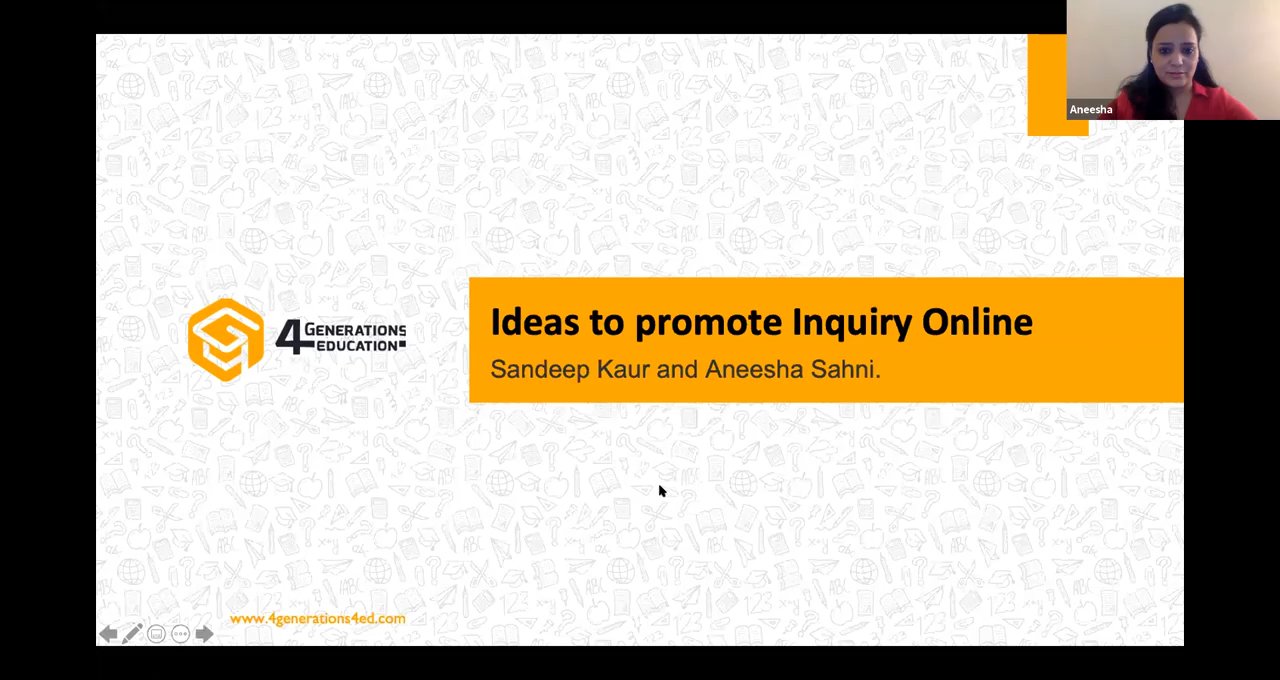 Aneesha
4 GENERATIONS
EDUCATION
Ideas to promote Inquiry Online
Sandeep Kaur and Aneesha Sahni.
www.4generations4ed.com